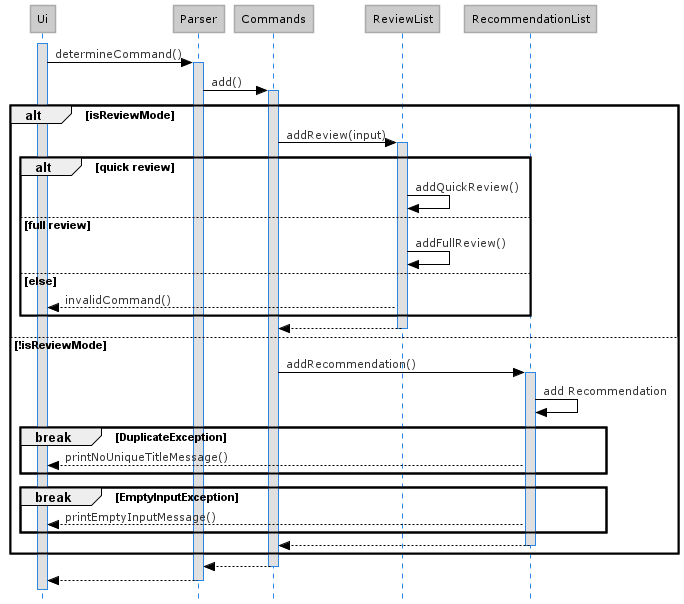 Ui
Parser
Commands
ReviewList
RecommendationList
determineCommand()
add()
alt
[isReviewMode]
addReview(input)
alt
[quick review]
addQuickReview()
[full review]
addFullReview()
[else]
invalidCommand()
[!isReviewMode]
addRecommendation()
add Recommendation
break
[DuplicateException]
printNoUniqueTitleMessage()
break
[EmptyInputException]
printEmptyInputMessage()